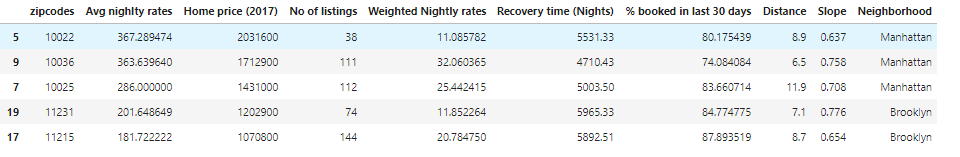 zipcodes Avg nighlty rates Home price (2017) No of listings Weighted Nightly rates Recovery time (Nights) % booked in last 30 days Distance Slope Neighborhood
5 10022 367.289474 2031600 38 11.085782 5531.33 80.175439 8.9 0.637 Manhattan
9 10036 363.639640 1712900 111 32.060365 4710.43 74.084084 6.5 0.758 Manhattan
7 10025 286.000000 1431000 112 25.442415 5003.50 83.660714 11.9 0.708 Manhattan
19 11231 201.648649 1202900 74 11.852264 5965.33 84.774775 7.1 0.776 Brooklyn
17 11215 181.722222 1070800 144 20.784750 5892.51 87.893519 8.7 0.654 Brooklyn